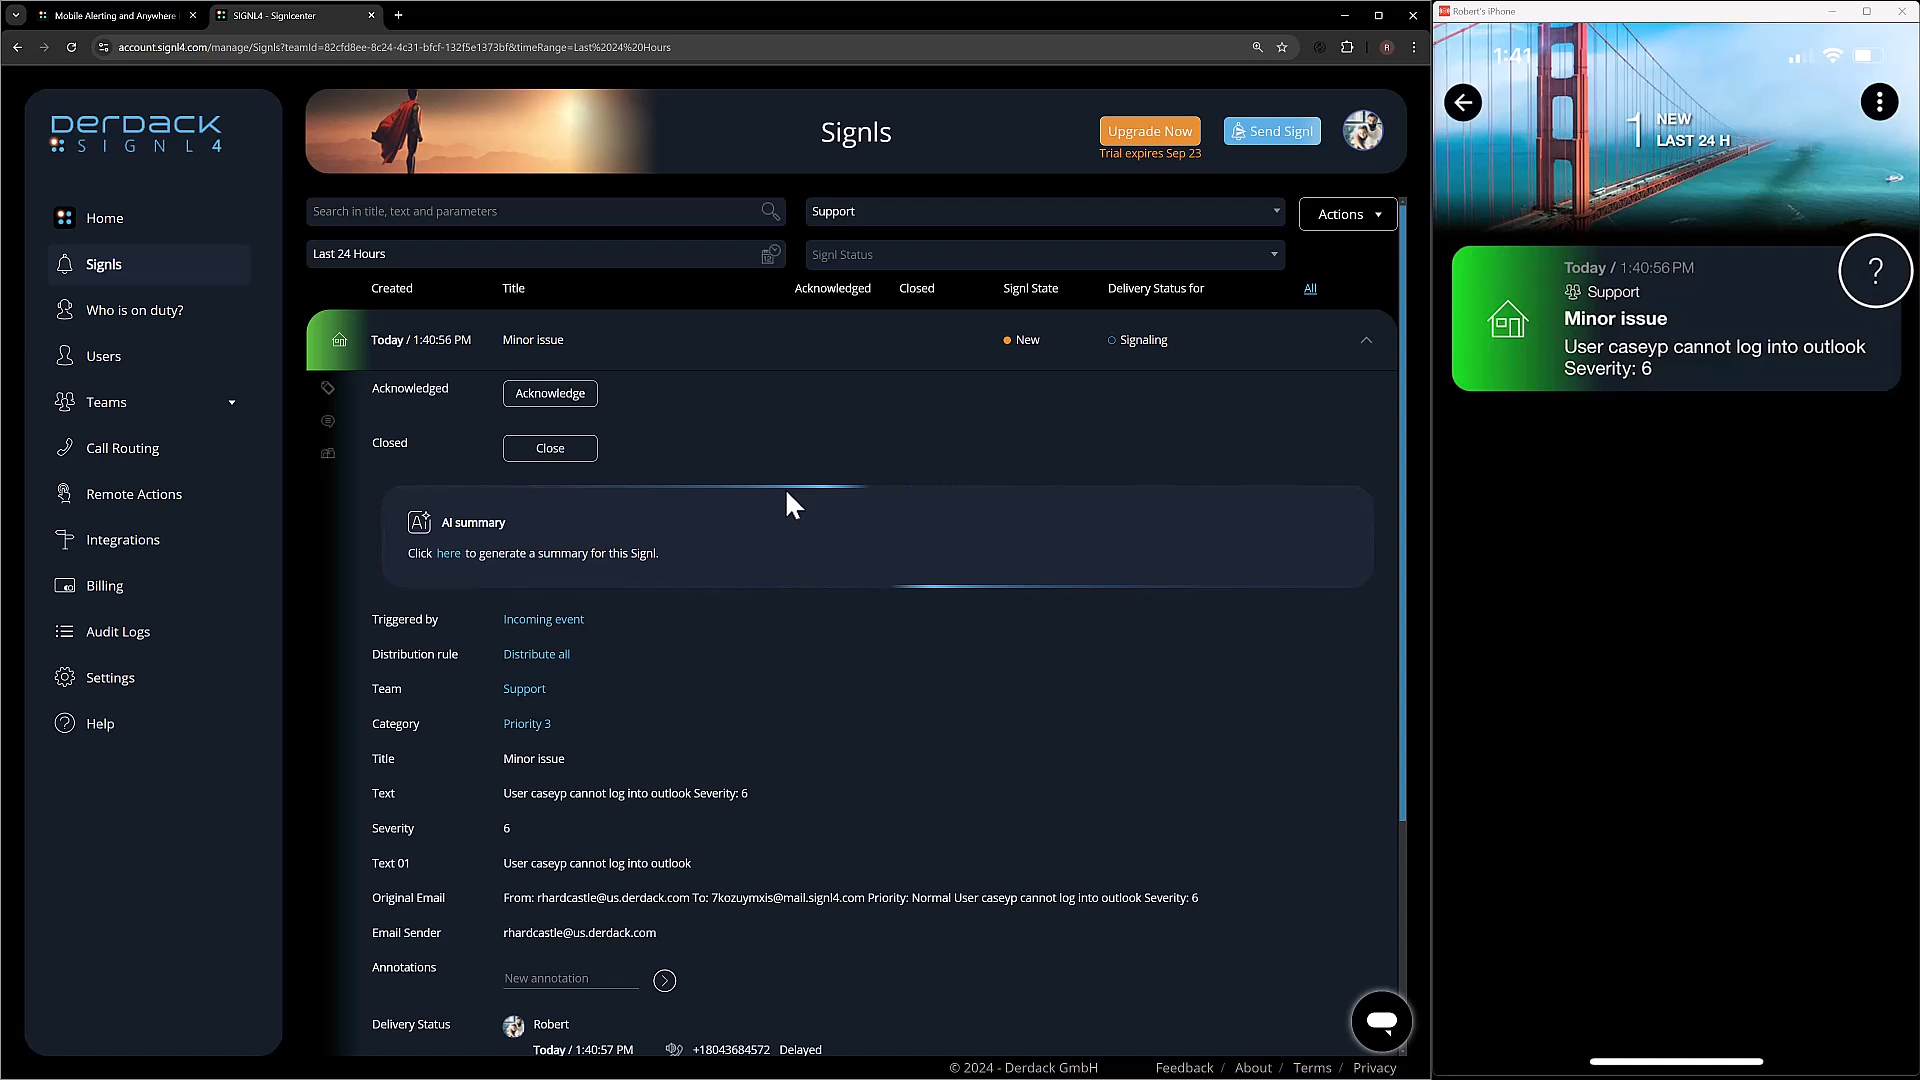 Mobile Alerting and Anywhere
SIGNL4 - Signlcenter
account.signl4.com/manage/Signls?teamId=82cfd8ee-8c24-4c31-bfcf-132f5e1373bf&timeRange=Last%2024%20Hours
R
Robert's iPhone
DERDACK
SIGNL4
Home
Signls
Who is on duty?
Users
Teams
Call Routing
Remote Actions
Integrations
Billing
Audit Logs
Settings
Help
Signls
Upgrade Now
Trial expires Sep 23
Send Signl
Search in title, text and parameters
Support
Actions
Last 24 Hours
Signl Status
Created Title Acknowledged Closed Signl State Delivery Status for All
Today / 1:40:56 PM Minor issue New Signaling
Acknowledged Acknowledge
Closed Close
AI summary
Click here to generate a summary for this Signl.
Triggered by Incoming event
Distribution rule Distribute all
Team Support
Category Priority 3
Title Minor issue
Text User caseyp cannot log into outlook Severity: 6
Severity 6
Text 01 User caseyp cannot log into outlook
Original Email From: rhardcastle@us.derdack.com To: 7kozuymxis@mail.signl4.com Priority: Normal User caseyp cannot log into outlook Severity: 6
Email Sender rhardcastle@us.derdack.com
Annotations New annotation
Delivery Status Robert
Today / 1:40:57 PM +18043684572 Delayed
© 2024 - Derdack GmbH Feedback / About / Terms / Privacy
1:41
1 NEW
LAST 24 H
Today / 1:40:56 PM
Support
?
Minor issue
User caseyp cannot log into outlook
Severity: 6